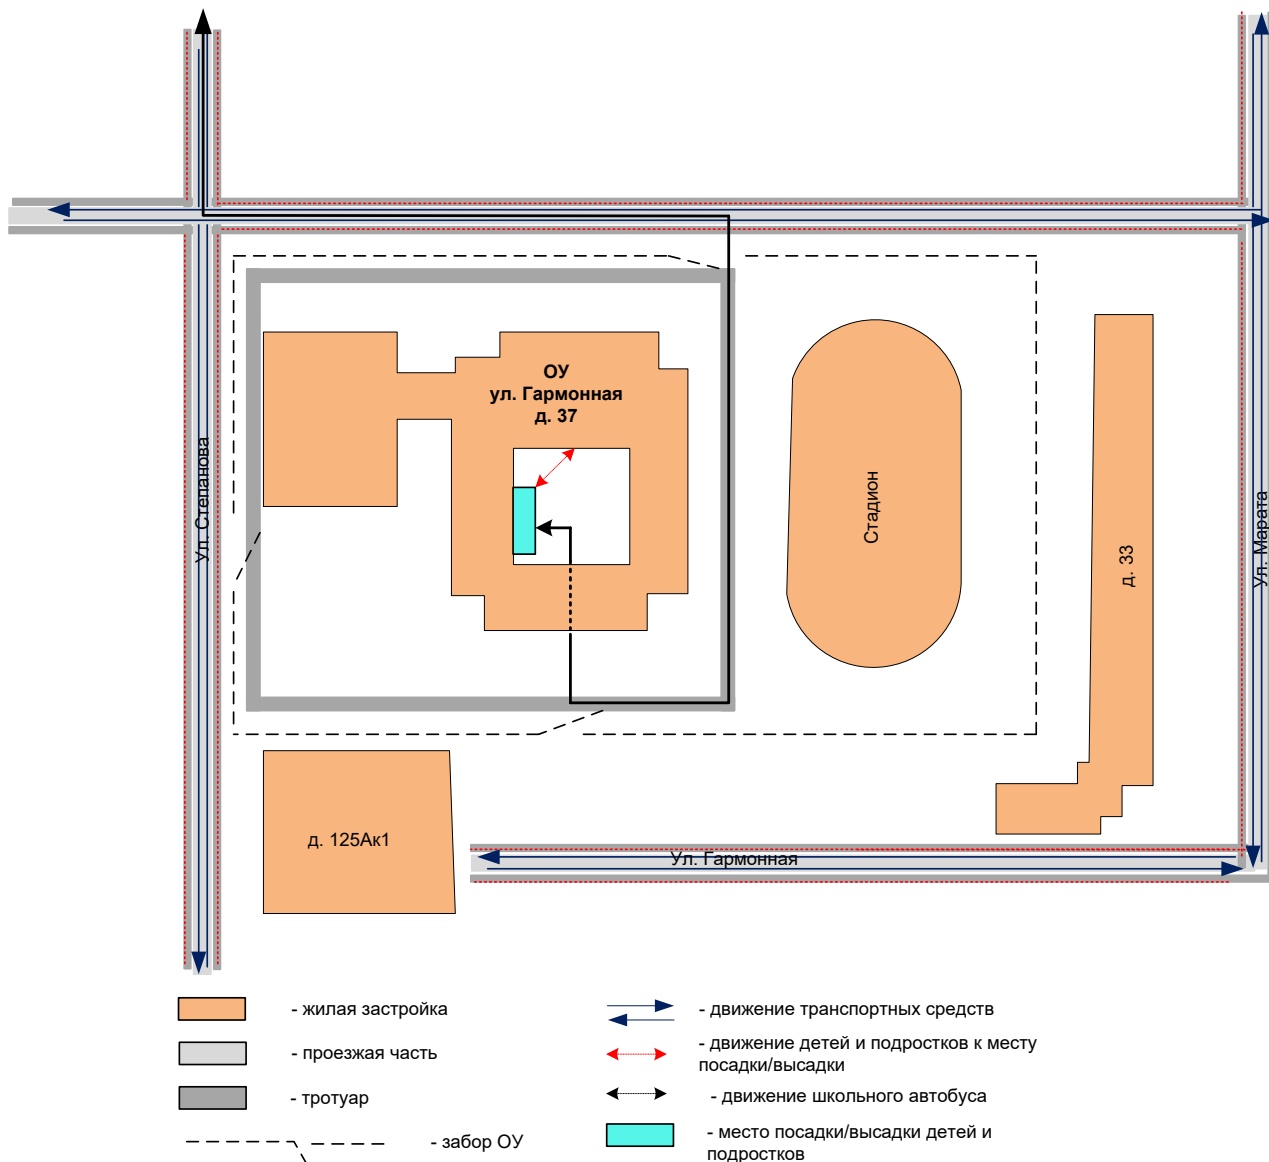 ОУ
ул. Гармонная
д. 37
Ул. Степанова
Стадион
д. 33
Ул. Марата
д. 125Ак1
Ул. Гармонная
- жилая застройка
- проезжая часть
- тротуар
- забор ОУ
- движение транспортных средств
- движение детей и подростков к месту
посадки/высадки
- движение школьного автобуса
- место посадки/высадки детей и
подростков